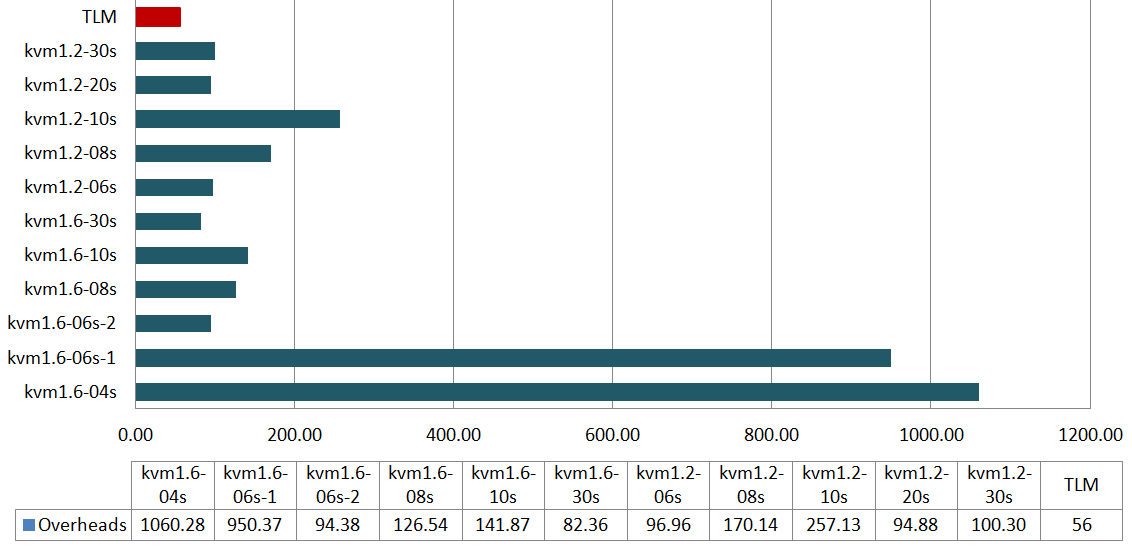 TLM
kvm1.2-30s
kvm1.2-20s
kvm1.2-10s
kvm1.2-08s
kvm1.2-06s
kvm1.6-30s
kvm1.6-10s
kvm1.6-08s
kvm1.6-06s-2
kvm1.6-06s-1
kvm1.6-04s
0.00 200.00 400.00 600.00 800.00 1000.00 1200.00
kvm1.6- kvm1.6- kvm1.6- kvm1.6- kvm1.6- kvm1.6- kvm1.2- kvm1.2- kvm1.2- kvm1.2- kvm1.2- TLM
04s 06s-1 06s-2 08s 10s 30s 06s 08s 10s 20s 30s
Overheads 1060.28 950.37 94.38 126.54 141.87 82.36 96.96 170.14 257.13 94.88 100.30 56